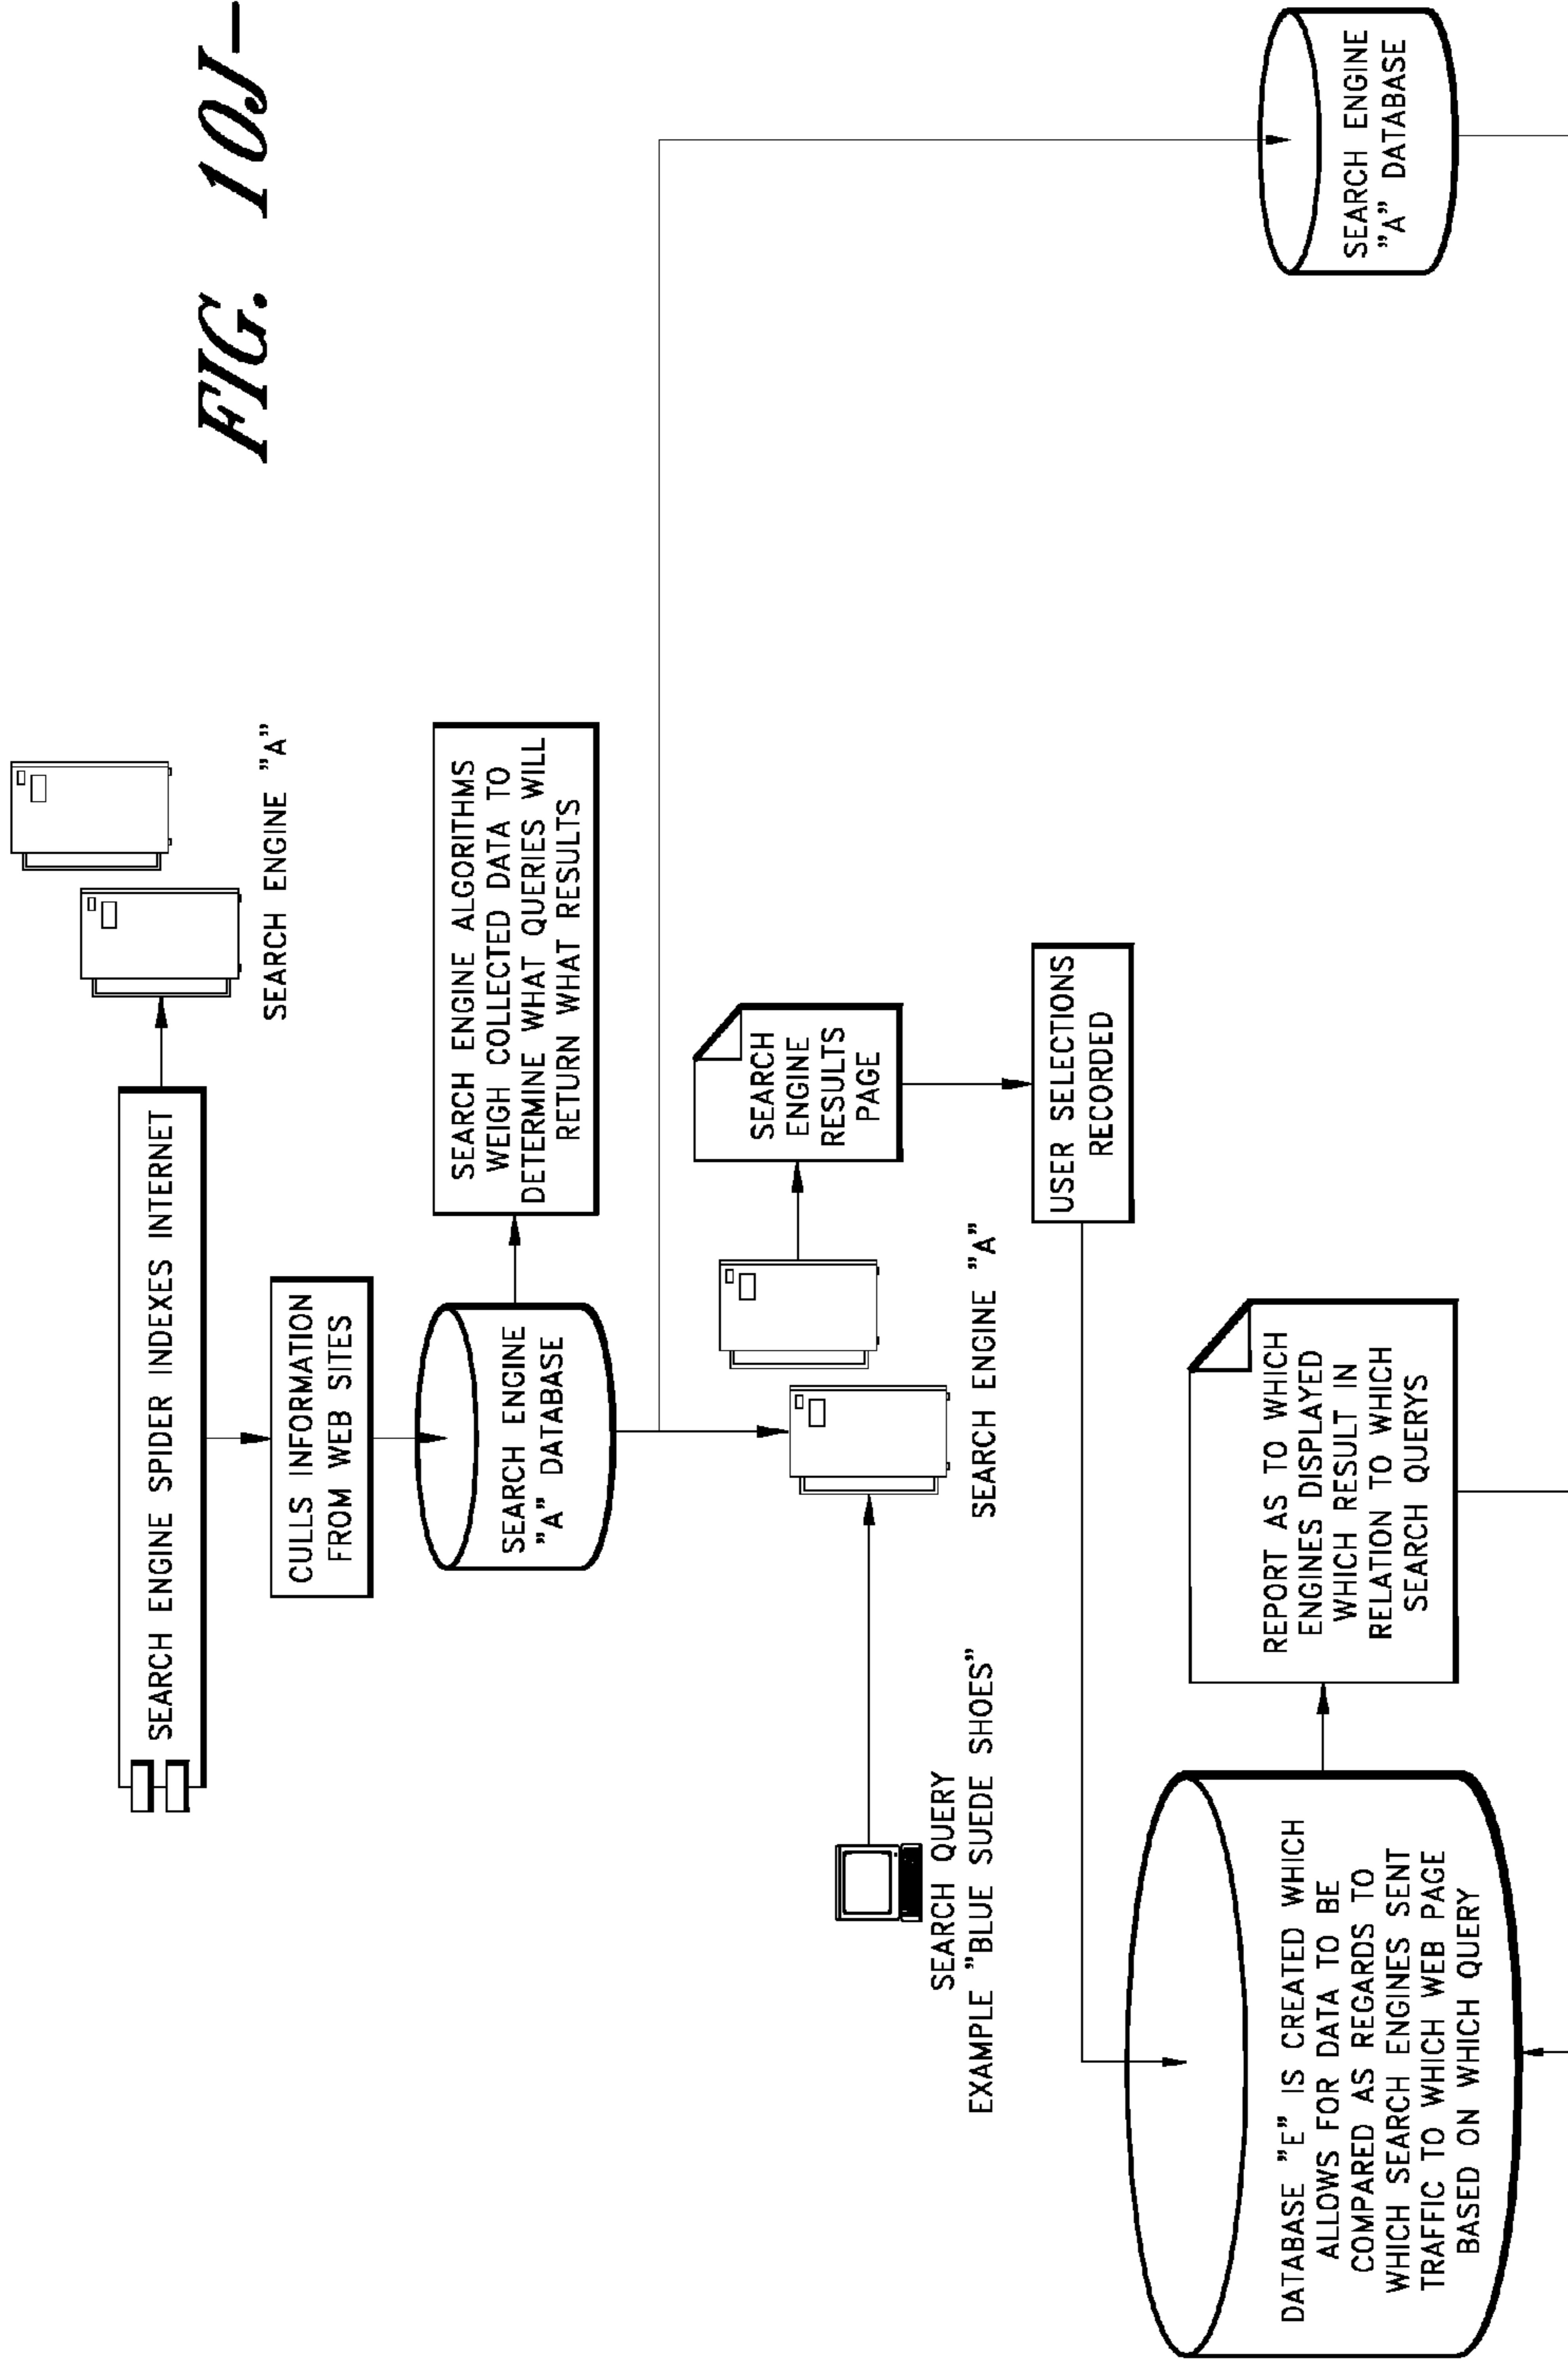 FIG. 10J-
SEARCH ENGINE SPIDER INDEXES INTERNET
SEARCH ENGINE "A"
CULLS INFORMATION
FROM WEB SITES
SEARCH ENGINE
"A" DATABASE
SEARCH ENGINE ALGORITHMS
WEIGH COLLECTED DATA TO
DETERMINE WHAT QUERIES WILL
RETURN WHAT RESULTS
SEARCH QUERY
EXAMPLE "BLUE SUEDE SHOES"
SEARCH ENGINE "A"
SEARCH
ENGINE
RESULTS
PAGE
USER SELECTIONS
RECORDED
DATABASE "E" IS CREATED WHICH
ALLOWS FOR DATA TO BE
COMPARED AS REGARDS TO
WHICH SEARCH ENGINES SENT
TRAFFIC TO WHICH WEB PAGE
BASED ON WHICH QUERY
REPORT AS TO WHICH
ENGINES DISPLAYED
WHICH RESULT IN
RELATION TO WHICH
SEARCH QUERYS
SEARCH ENGINE
"A" DATABASE